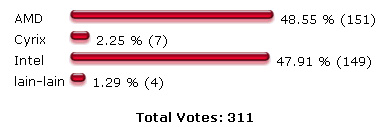 AMD 48.55 % (151)
Cyrix 2.25 % (7)
Intel 47.91 % (149)
lain-lain 1.29 % (4)
Total Votes: 311